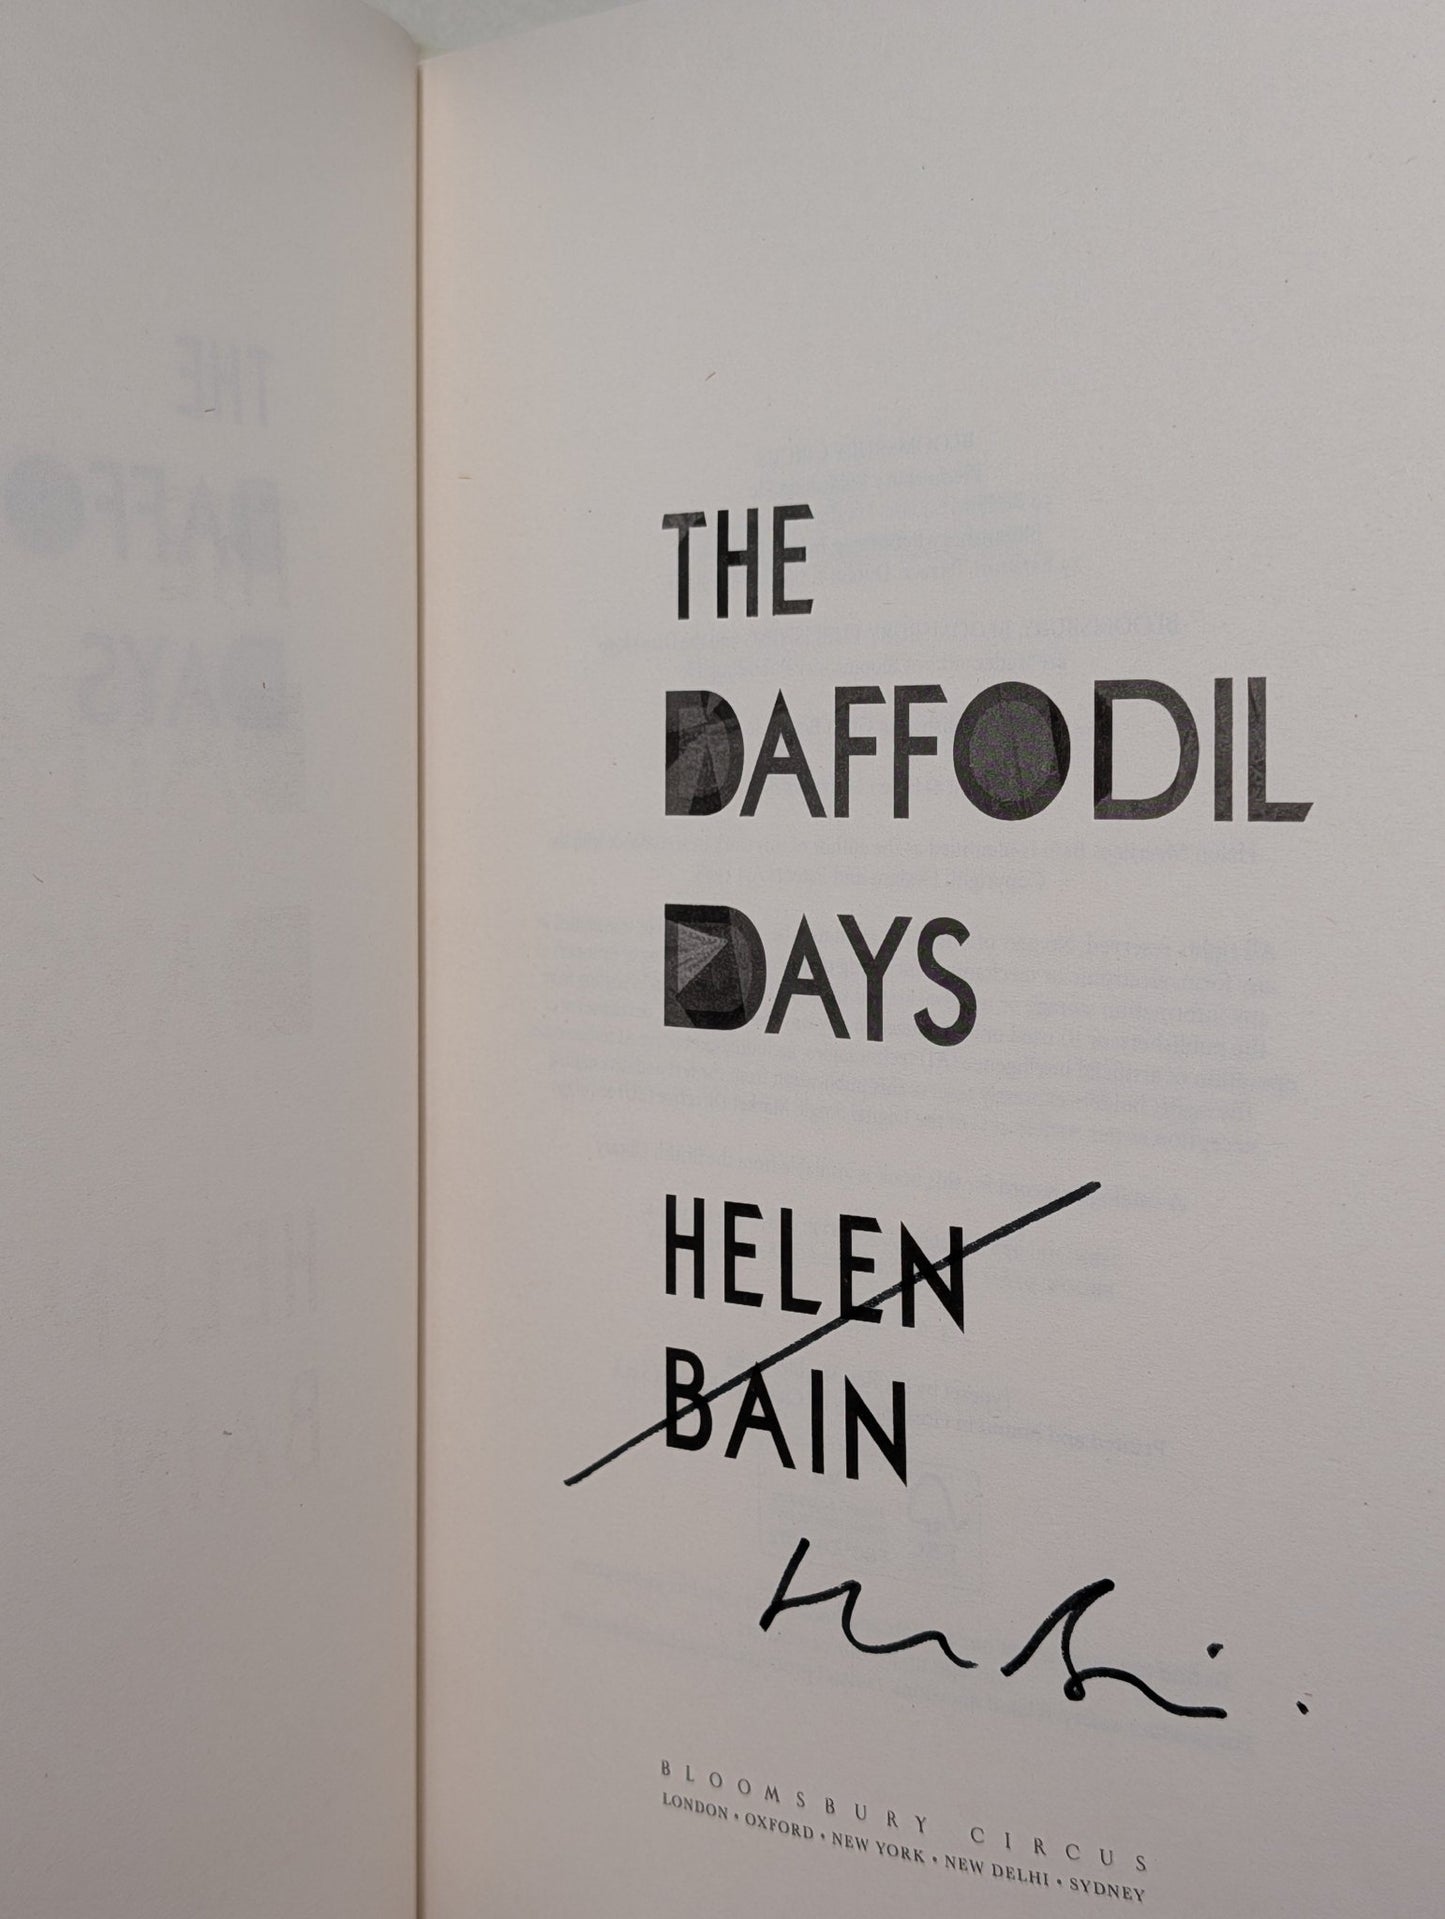 THE
DAFFODIL
DAYS
HELEN
BAIN
BLOOMSBURY CIRCUS
LONDON • OXFORD • NEW YORK • NEW DELHI • SYDNEY